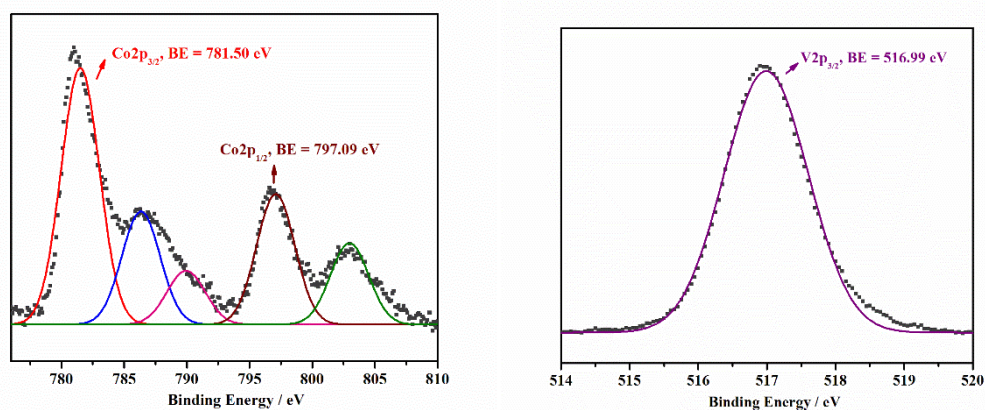 Co2p3/2, BE = 781.50 eV
Co2p1/2, BE = 797.09 eV
780 785 790 795 800 805 810
Binding Energy / eV
V2p3/2, BE = 516.99 eV
514 515 516 517 518 519 520
Binding Energy / eV